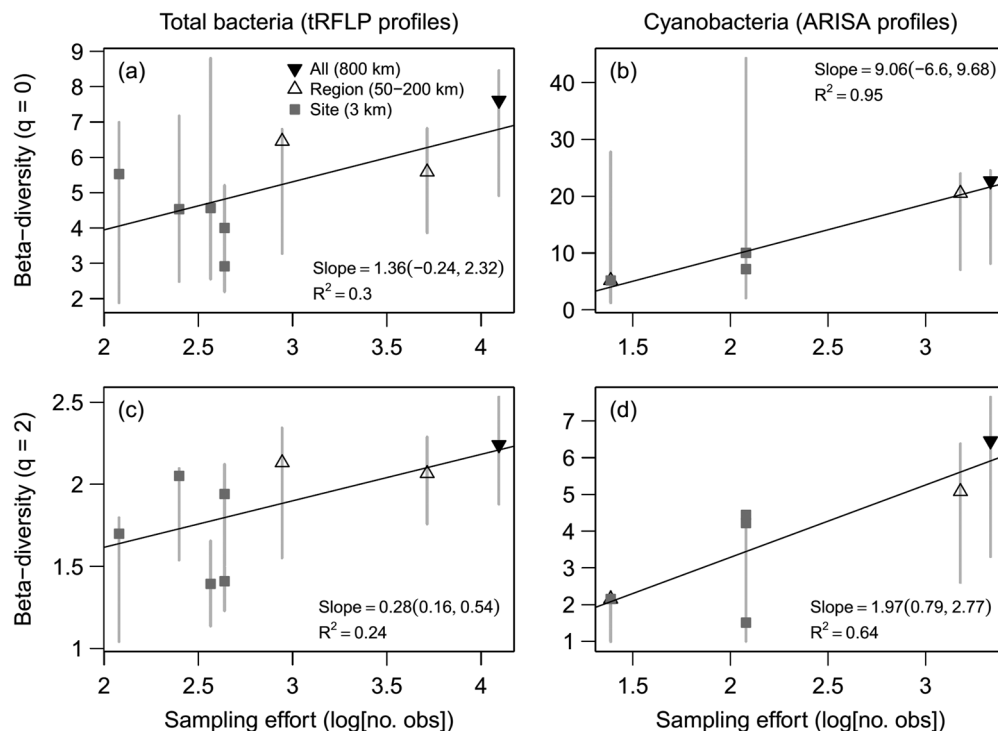 Total bacteria (tRFLP profiles)
Cyanobacteria (ARISA profiles)
Beta−diversity (q = 0)
(a)
All (800 km)
Region (50−200 km)
Site (3 km)
9
8
7
6
5
4
3
2
Slope = 1.36(−0.24, 2.32)
R² = 0.3
2 2.5 3 3.5 4
(b)
Slope = 9.06(−6.6, 9.68)
R² = 0.95
40
30
20
10
0
1.5 2 2.5 3
Beta−diversity (q = 2)
(c)
2.5
2
1.5
1
Slope = 0.28(0.16, 0.54)
R² = 0.24
2 2.5 3 3.5 4
Sampling effort (log[no. obs])
(d)
7
6
5
4
3
2
1
Slope = 1.97(0.79, 2.77)
R² = 0.64
1.5 2 2.5 3
Sampling effort (log[no. obs])